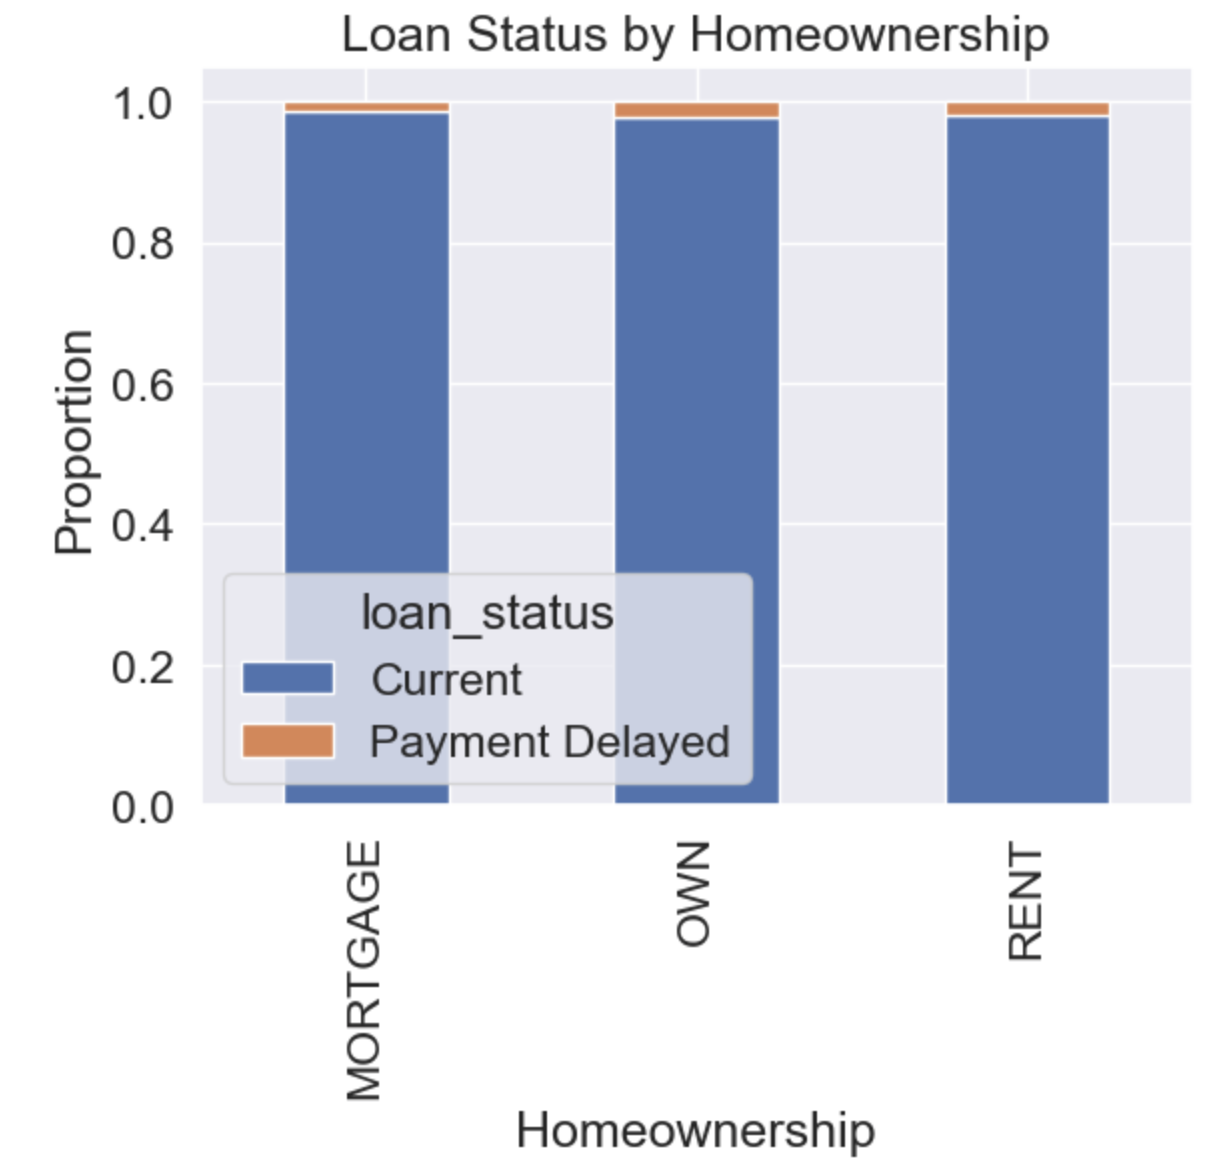 Loan Status by Homeownership
1.0
0.8
0.6
0.4
0.2
0.0
Proportion
loan_status
Current
Payment Delayed
MORTGAGE
OWN
RENT
Homeownership